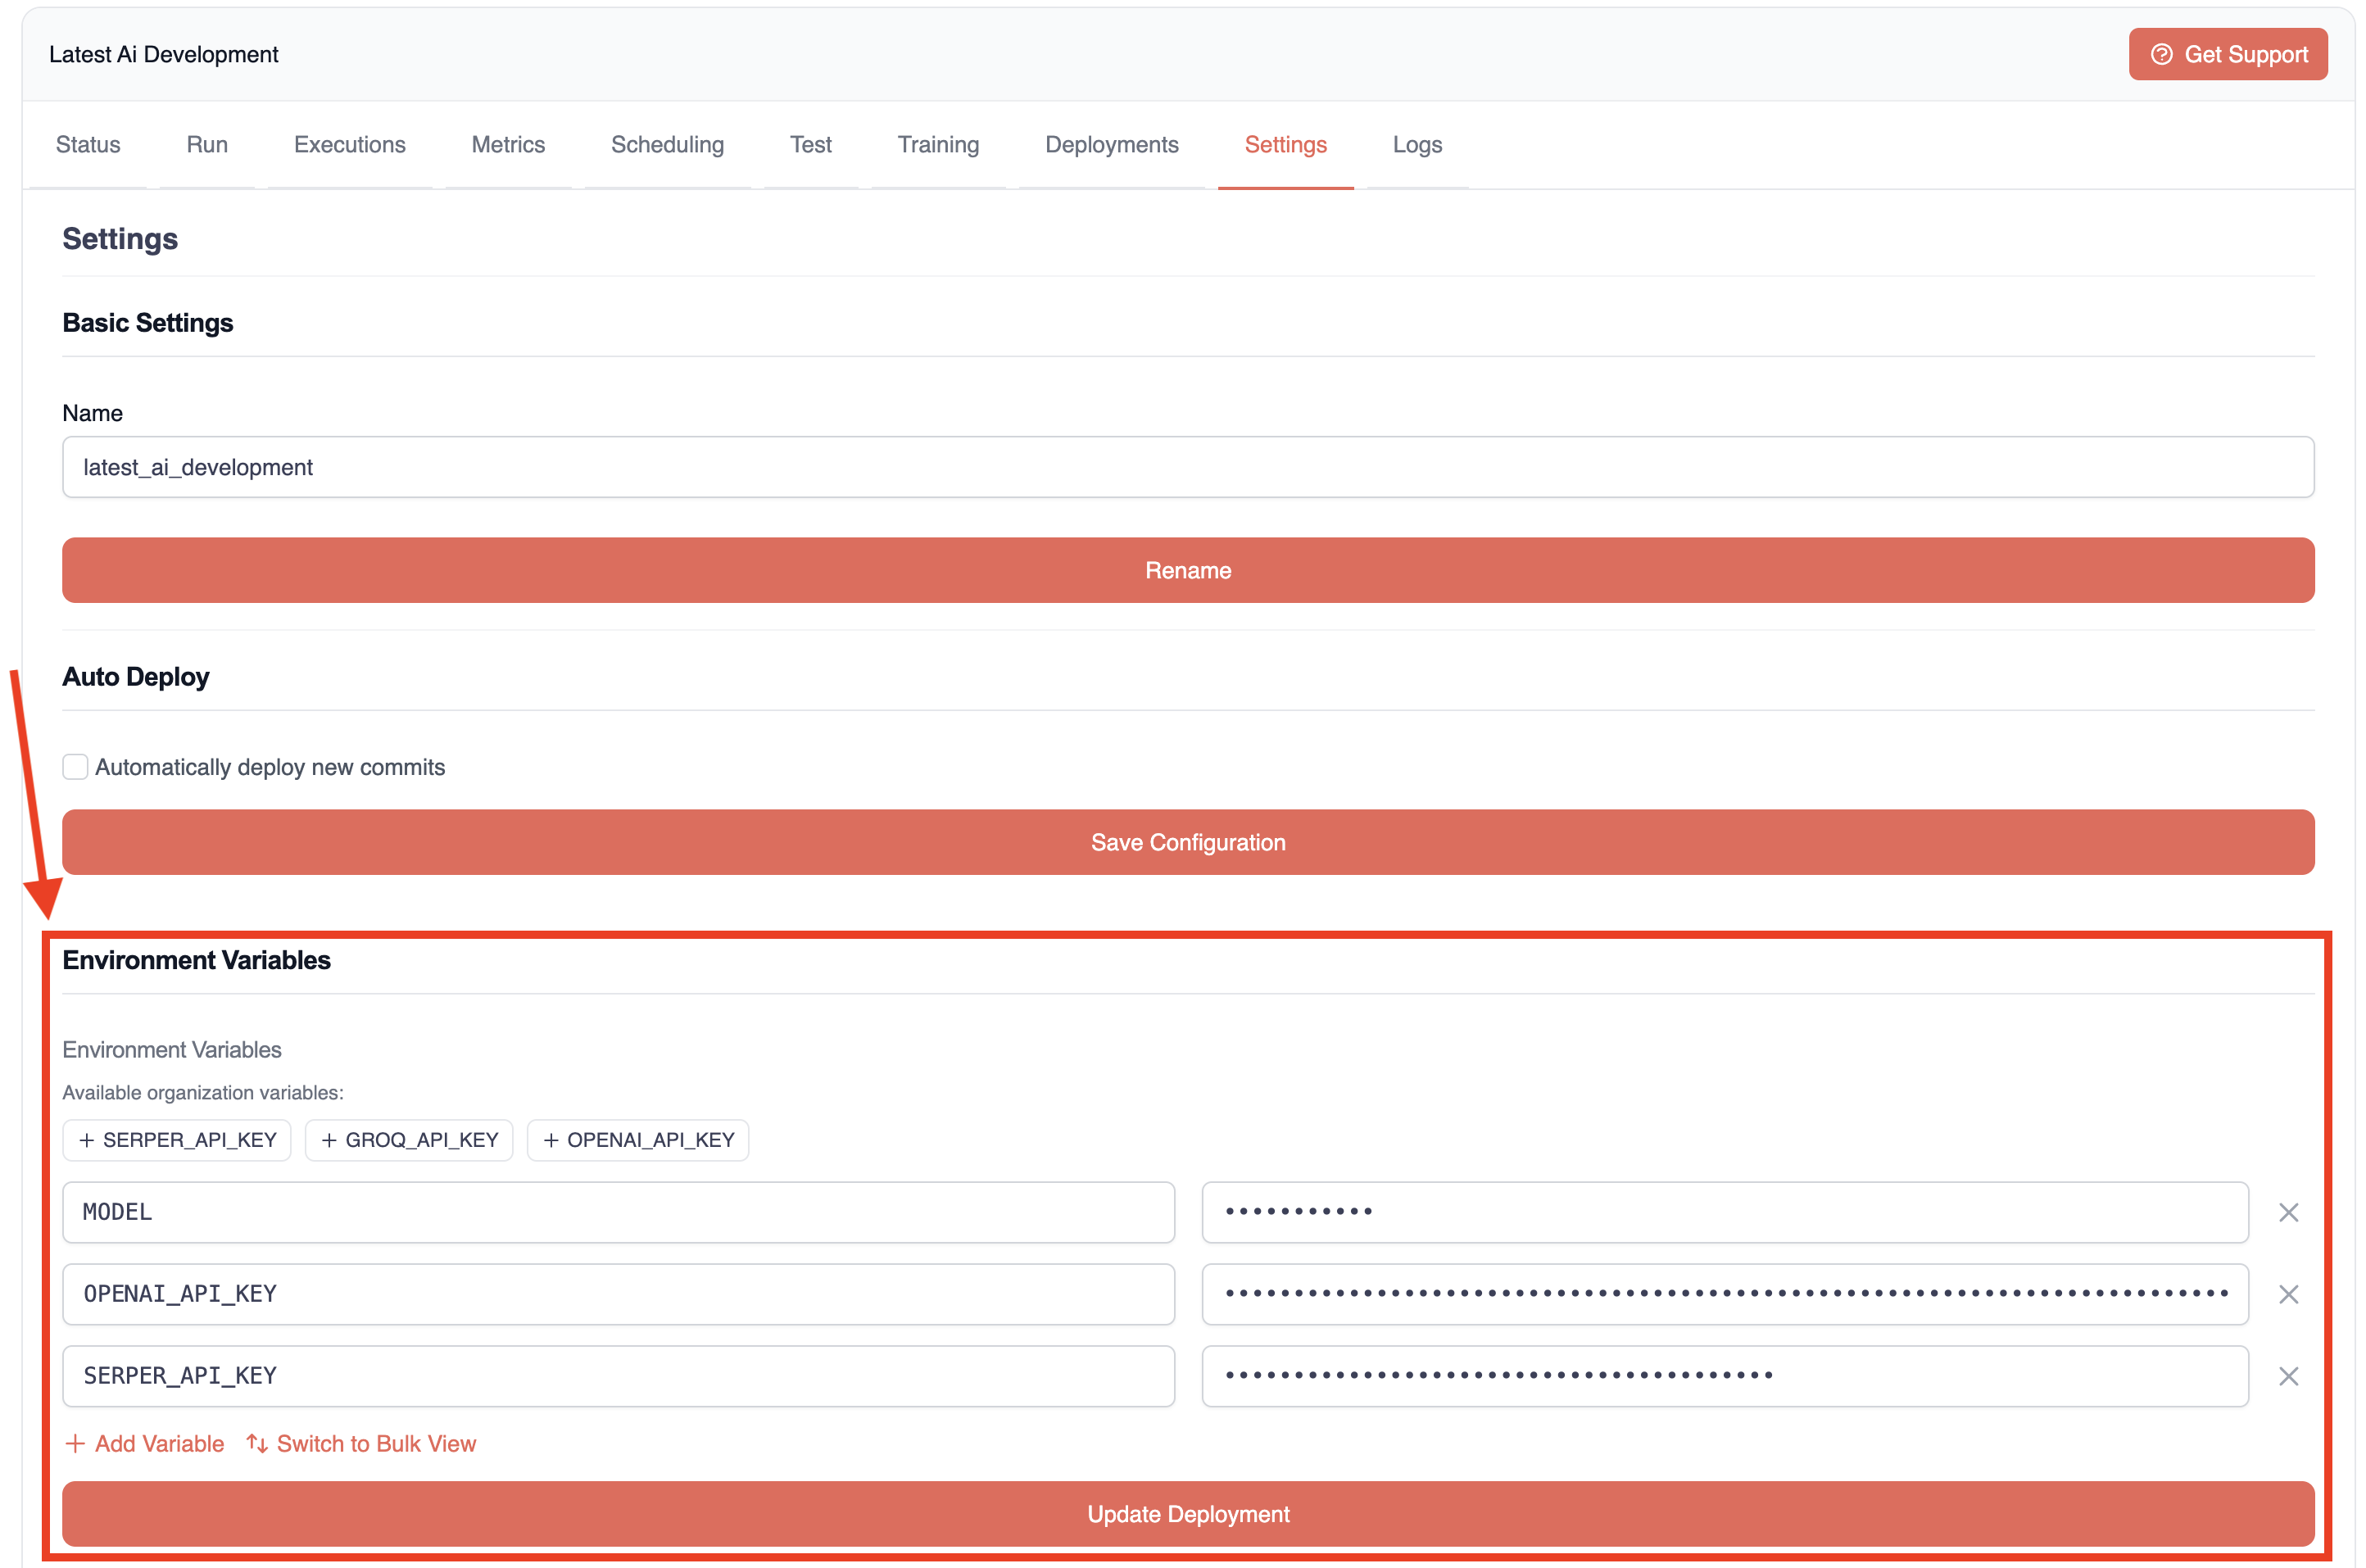 Latest Ai Development
Get Support
Status Run Executions Metrics Scheduling Test Training Deployments Settings Logs
Settings
Basic Settings
Name
latest_ai_development
Rename
Auto Deploy
Automatically deploy new commits
Save Configuration
Environment Variables
Environment Variables
Available organization variables:
+ SERPER_API_KEY + GROQ_API_KEY + OPENAI_API_KEY
MODEL
OPENAI_API_KEY
SERPER_API_KEY
+ Add Variable Switch to Bulk View
Update Deployment